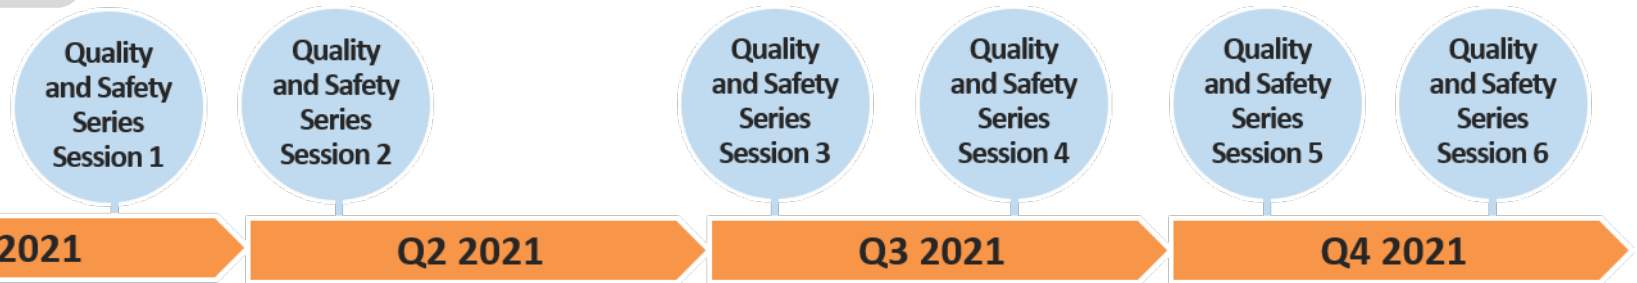 Quality
and Safety
Series
Session 1
Quality
and Safety
Series
Session 2
Quality
and Safety
Series
Session 3
Quality
and Safety
Series
Session 4
Quality
and Safety
Series
Session 5
Quality
and Safety
Series
Session 6
2021
Q2 2021
Q3 2021
Q4 2021